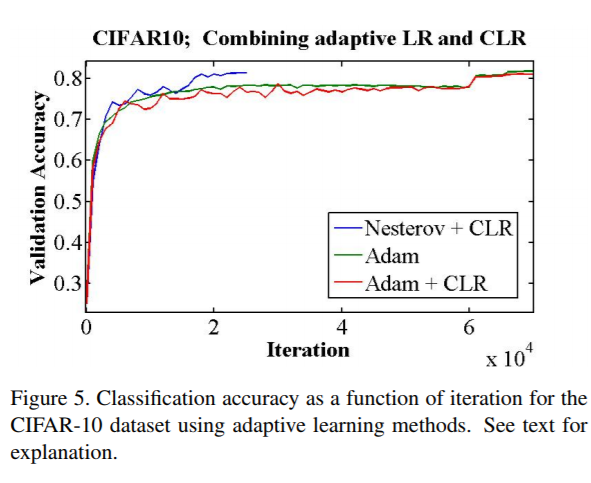 CIFAR10; Combining adaptive LR and CLR
Validation Accuracy
0.8
0.7
0.6
0.5
0.4
0.3
Nesterov + CLR
Adam
Adam + CLR
0 2 4 6
Iteration
x 10^4
Figure 5. Classification accuracy as a function of iteration for the
CIFAR-10 dataset using adaptive learning methods. See text for
explanation.